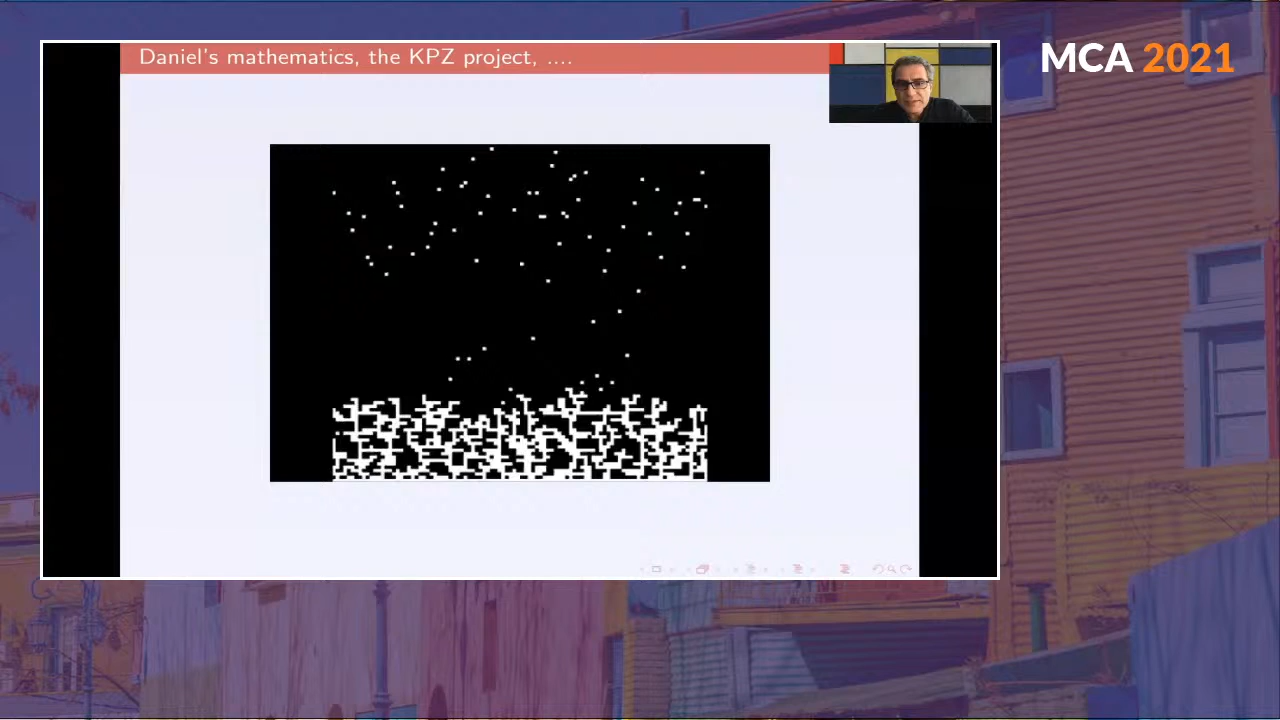 Daniel's mathematics, the KPZ project, ....
MCA 2021